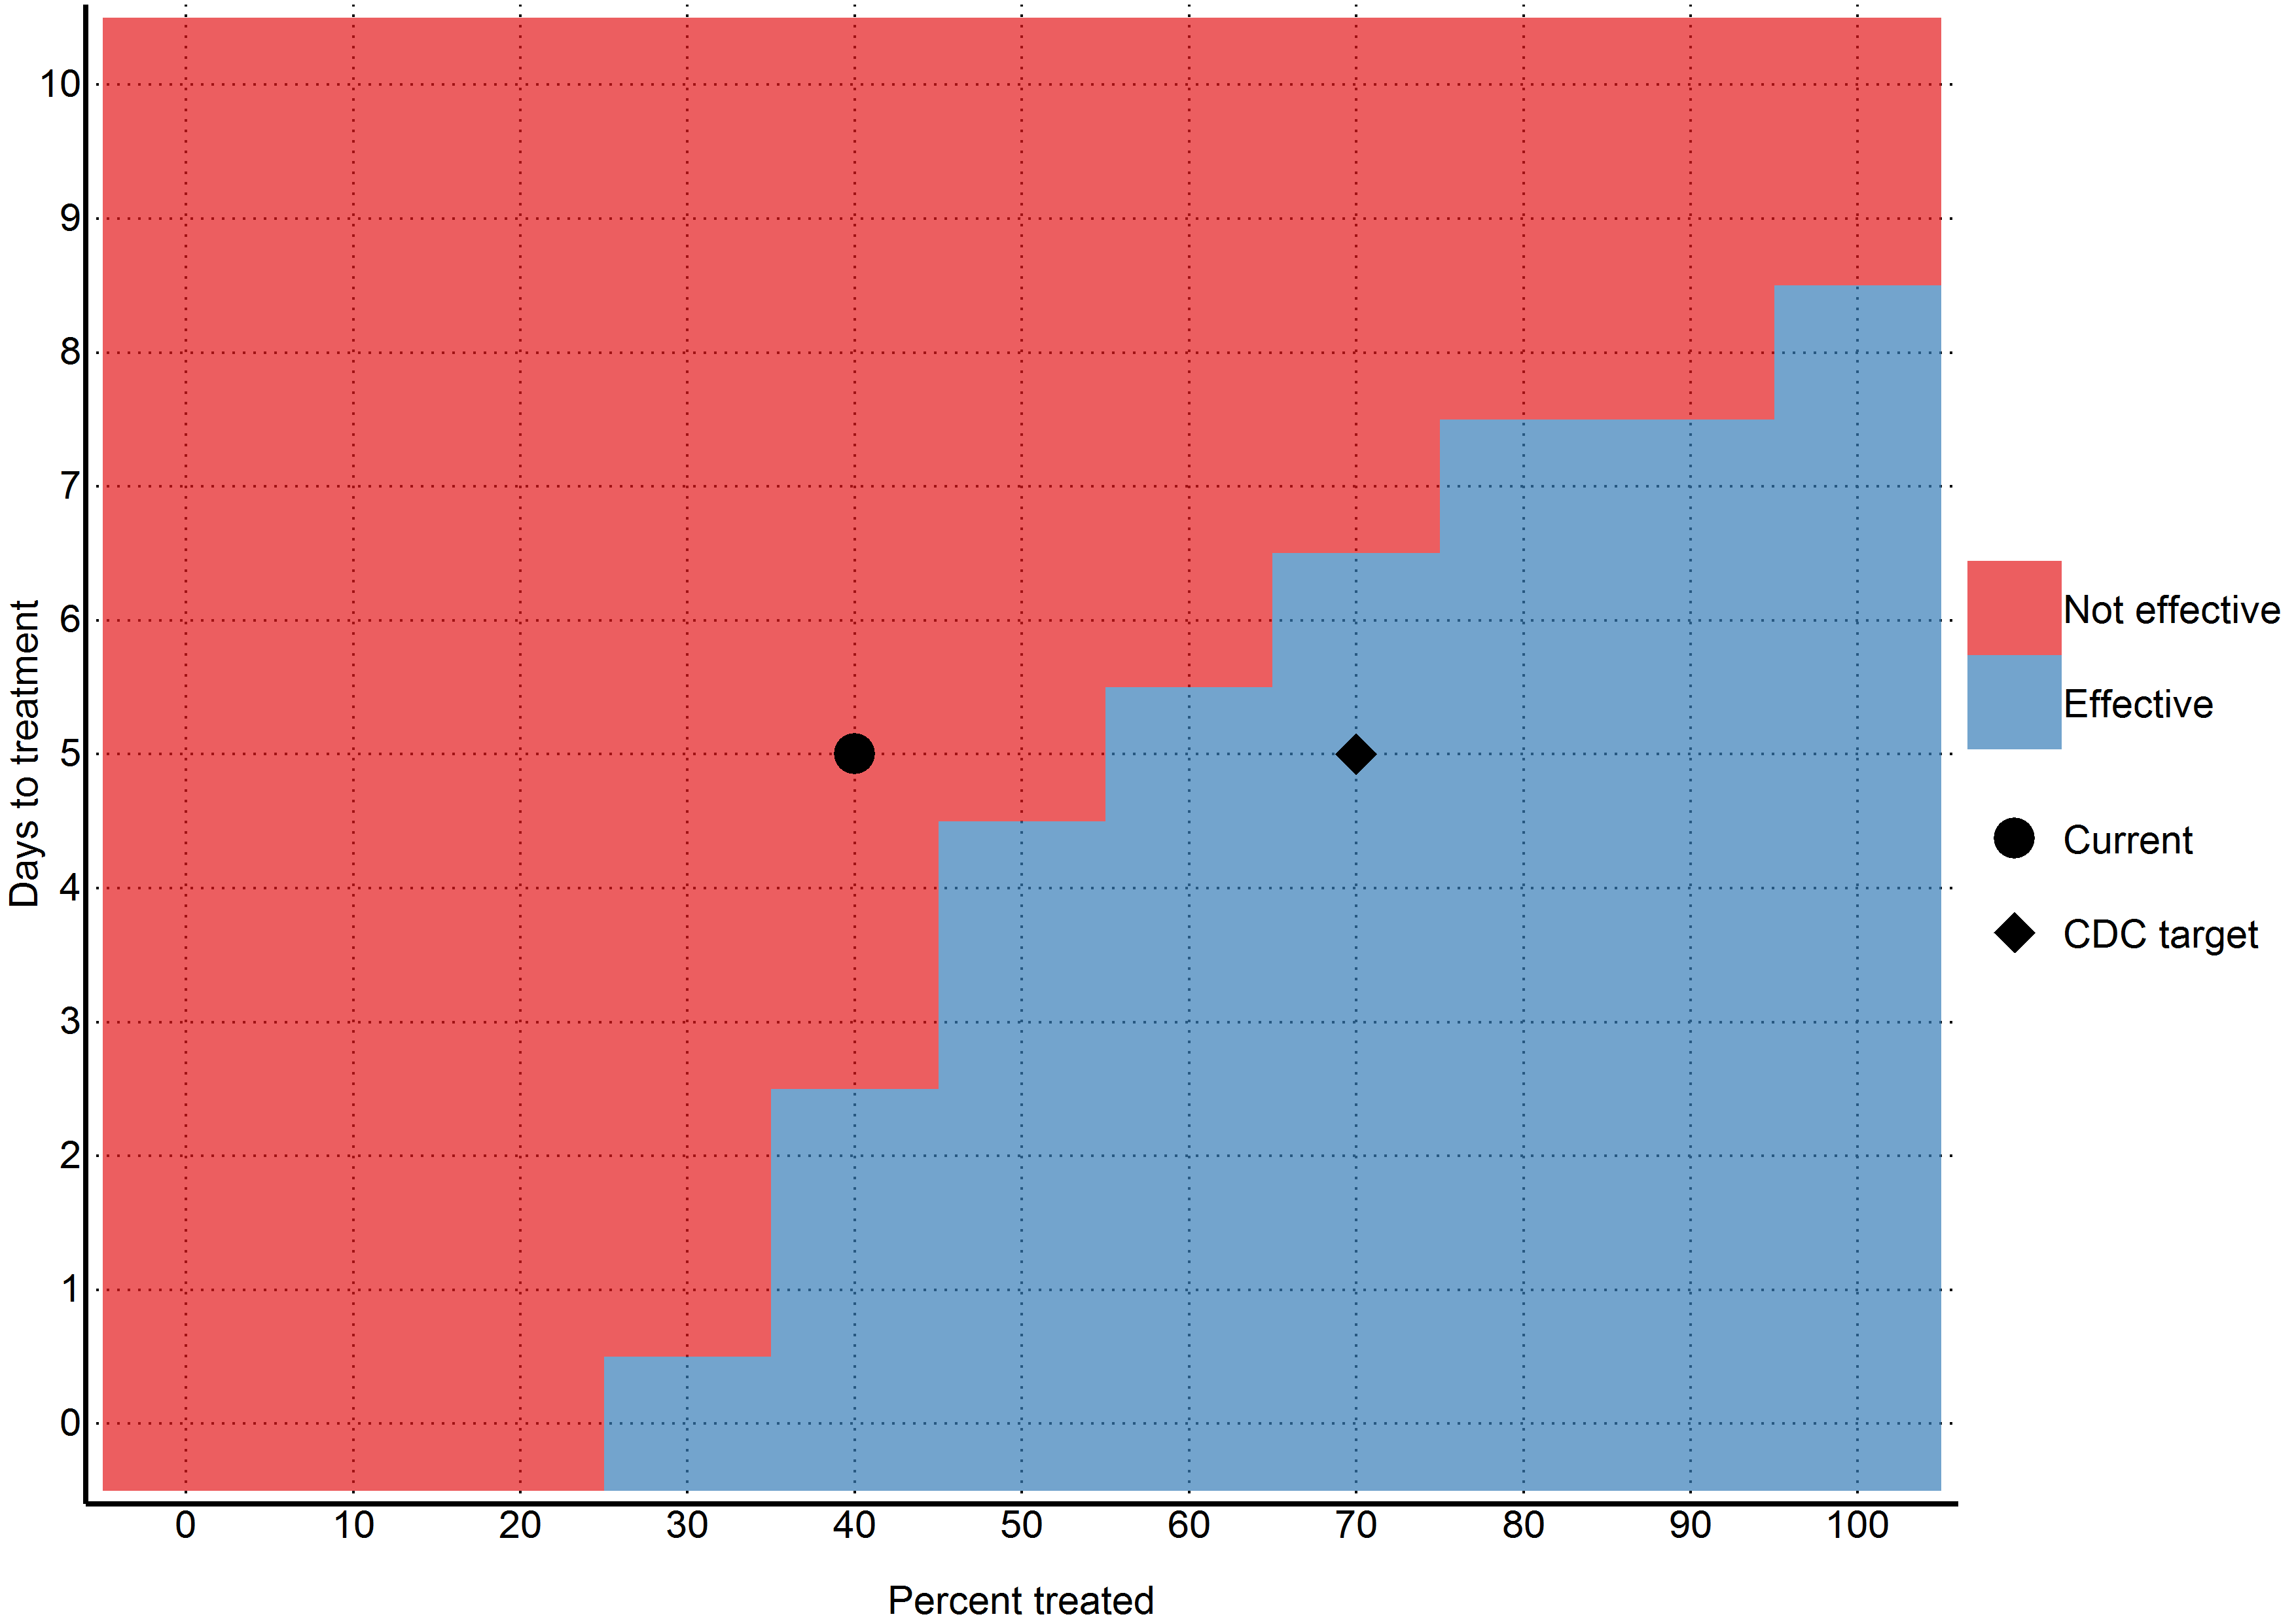 10
9
8
7
6
5
4
3
2
1
0
Days to treatment
0 10 20 30 40 50 60 70 80 90 100
Percent treated
Not effective
Effective
Current
CDC target